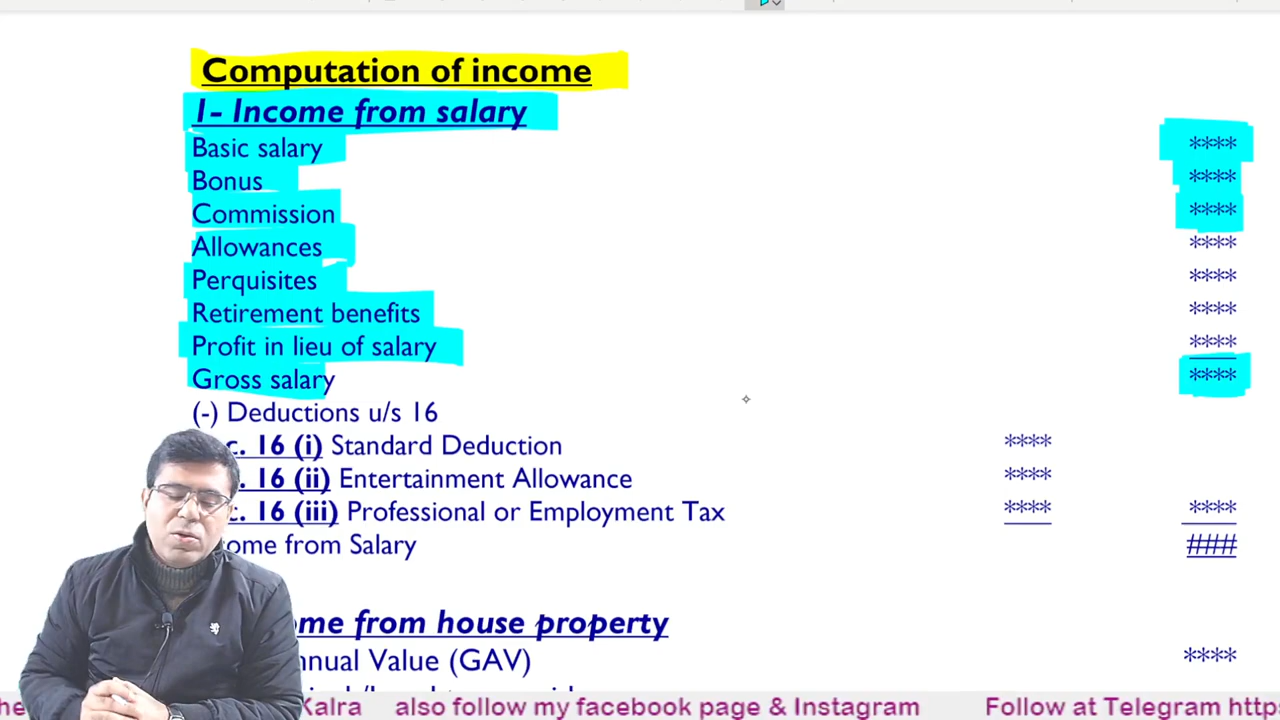 Computation of income
1- Income from salary
Basic salary ****
Bonus ****
Commission ****
Allowances ****
Perquisites ****
Retirement benefits ****
Profit in lieu of salary ****
Gross salary ****
(-) Deductions u/s 16
c. 16 (i) Standard Deduction ****
16 (ii) Entertainment Allowance ****
c. 16 (iii) Professional or Employment Tax **** ****
ome from Salary ###
ome from house property
nnual Value (GAV) ****
he Kalra also follow my facebook page & Instagram Follow at Telegram http